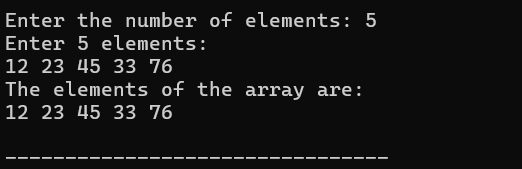 Enter the number of elements: 5
Enter 5 elements:
12 23 45 33 76
The elements of the array are:
12 23 45 33 76
--------------------------------